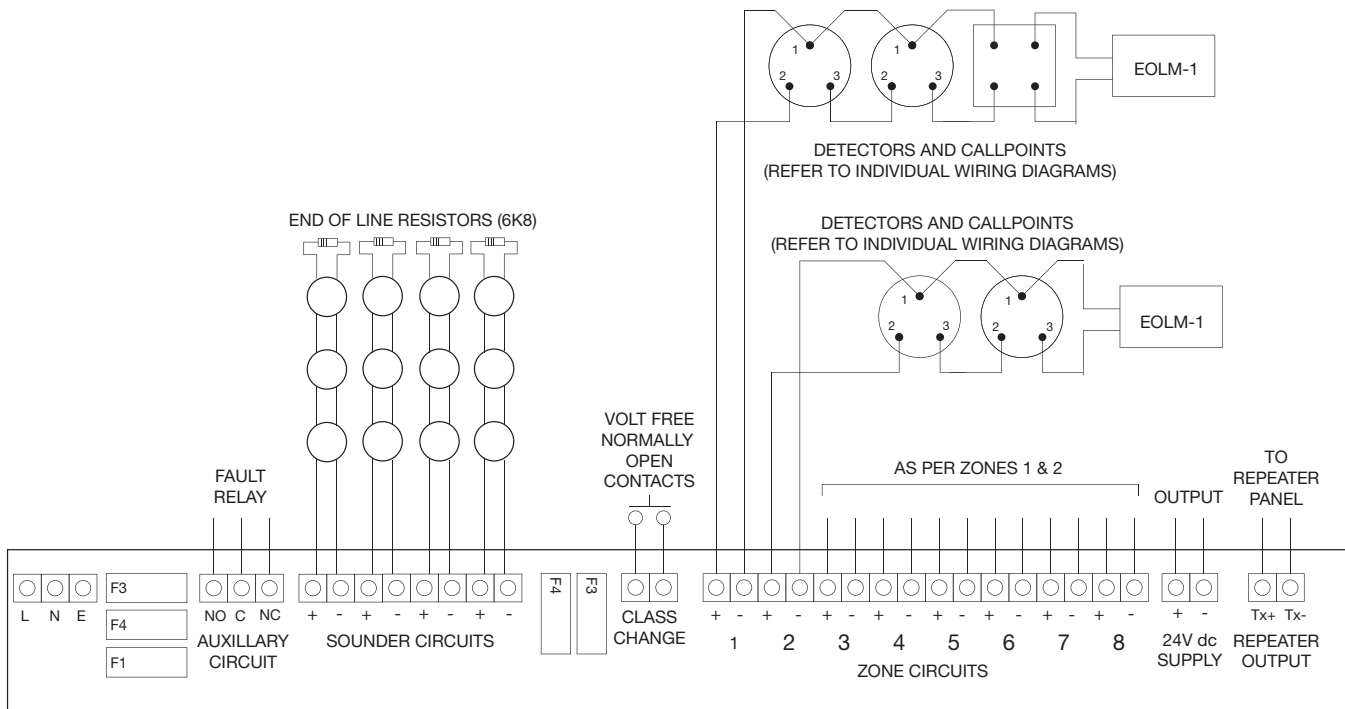 1
2
3
1
2
3
EOLM-1
DETECTORS AND CALLPOINTS
(REFER TO INDIVIDUAL WIRING DIAGRAMS)
END OF LINE RESISTORS (6K8)
DETECTORS AND CALLPOINTS
(REFER TO INDIVIDUAL WIRING DIAGRAMS)
1
2
3
1
2
3
EOLM-1
VOLT FREE
NORMALLY
OPEN
CONTACTS
FAULT
RELAY
AS PER ZONES 1 & 2
OUTPUT
TO
REPEATER
PANEL
L N E
F3
F4
F1
NO C NC
AUXILLARY
CIRCUIT
+ - + - + - + -
SOUNDER CIRCUITS
F4
F3
CLASS
CHANGE
+ - + - + - + - + - + - + - + -
1 2 3 4 5 6 7 8
ZONE CIRCUITS
+ -
24V dc
SUPPLY
Tx+ Tx-
REPEATER
OUTPUT